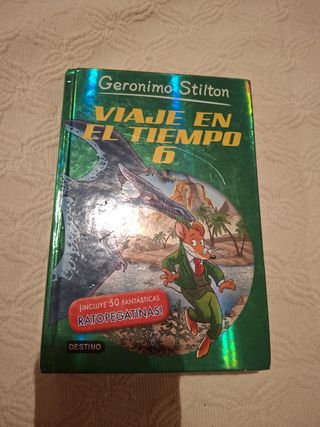 Geronimo Stilton
VIAJE EN
EL TIEMPO
6
¡INCLUYE 50 FANTÁSTICAS
RATOPEGATINAS!
DESTINO